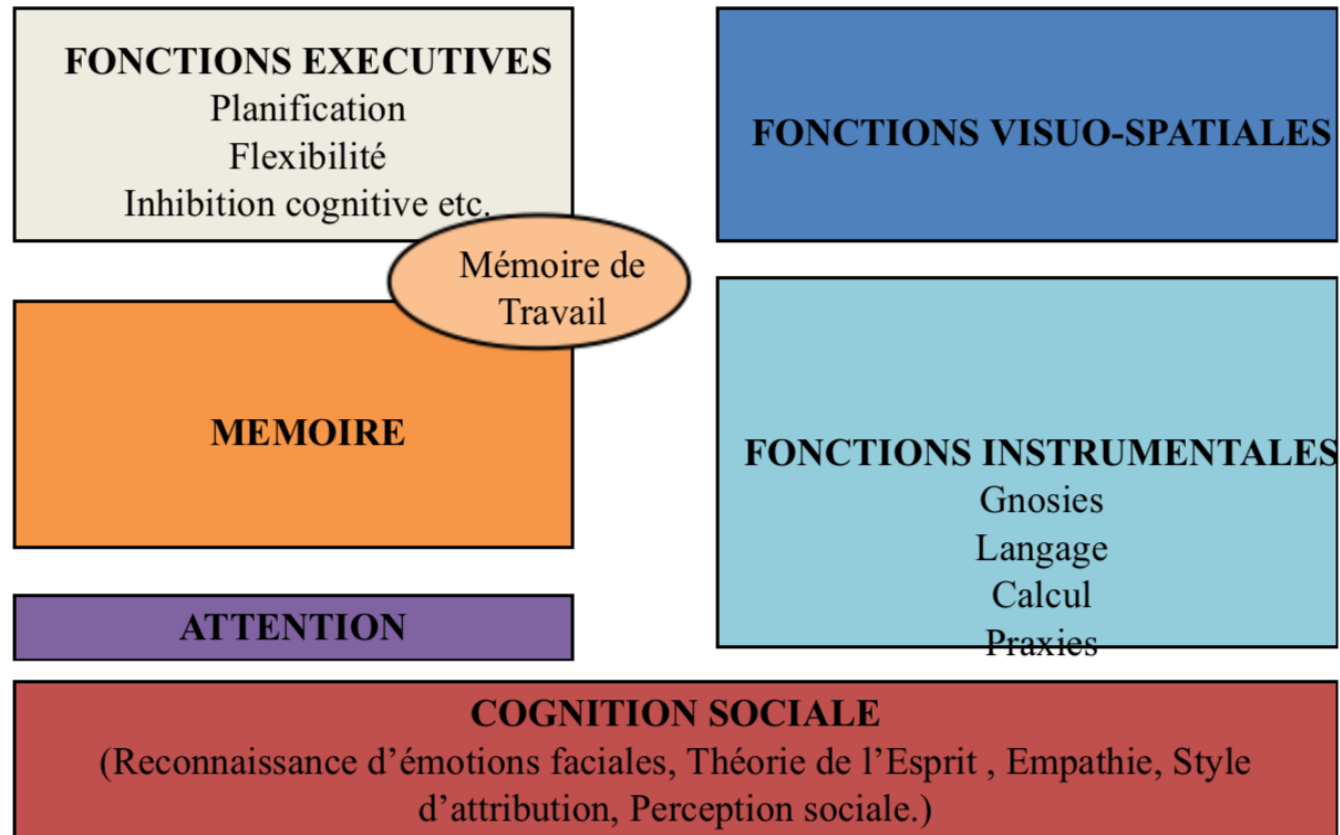 FONCTIONS EXECUTIVES
Planification
Flexibilité
Inhibition cognitive etc.
FONCTIONS VISUO-SPATIALES
Mémoire de
Travail
MEMOIRE
FONCTIONS INSTRUMENTALES
Gnosies
Langage
Calcul
Praxies
ATTENTION
COGNITION SOCIALE
(Reconnaissance d’émotions faciales, Théorie de l’Esprit , Empathie, Style
d’attribution, Perception sociale.)